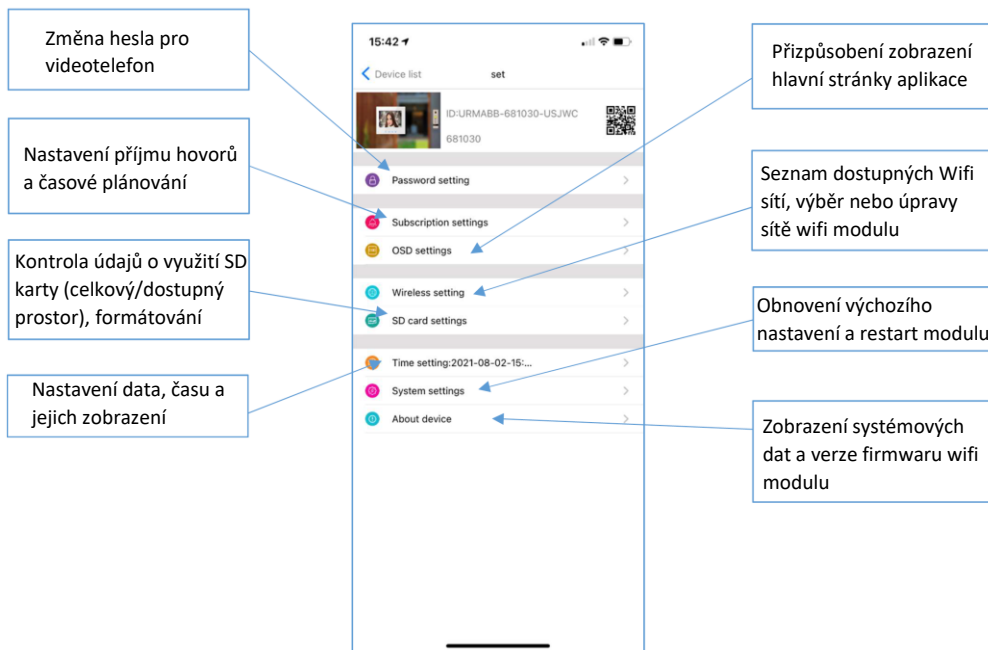 Změna hesla pro
videotelefon
Nastavení příjmu hovorů
a časové plánování
Kontrola údajů o využití SD
karty (celkový/dostupný
prostor), formátování
Nastavení data, času a
jejich zobrazení
15:42
Device list
set
ID:URMABB-681030-USJWC
681030
Password setting
Subscription settings
OSD settings
Wireless setting
SD card settings
Time setting:2021-08-02-15:...
System settings
About device
Přizpůsobení zobrazení
hlavní stránky aplikace
Seznam dostupných Wifi
sítí, výběr nebo úpravy
sítě wifi modulu
Obnovení výchozího
nastavení a restart modulu
Zobrazení systémových
dat a verze firmwaru wifi
modulu